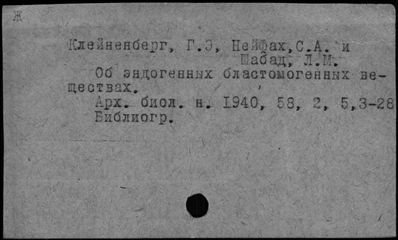 Ж
Клейненберг, Г.Э, Нейфах, С.А. и
Шабад, Л.М.
Об эндогенных бластомогенных ве-
ществах.
Арх. биол. н. 1940, 58, 2, 5,3-28
Библиогр.